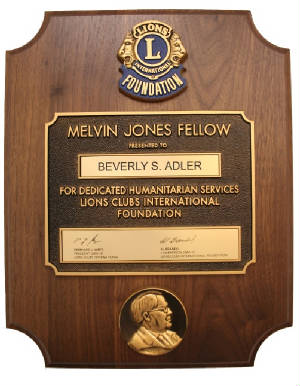 LIONS
L
INTERNATIONAL
FOUNDATION
MELVIN JONES FELLOW
PRESENTED TO
BEVERLY S. ADLER
FOR DEDICATED HUMANITARIAN SERVICES
LIONS CLUBS INTERNATIONAL
FOUNDATION